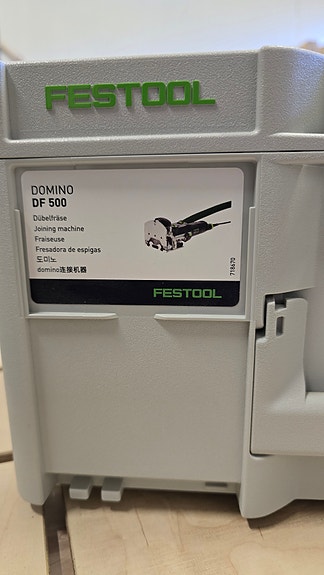 FESTOOL
DOMINO
DF 500
Dübelfräse
Joining machine
Fraiseuse
Fresadora de espigas
도미노
domino连接机器
718670
FESTOOL